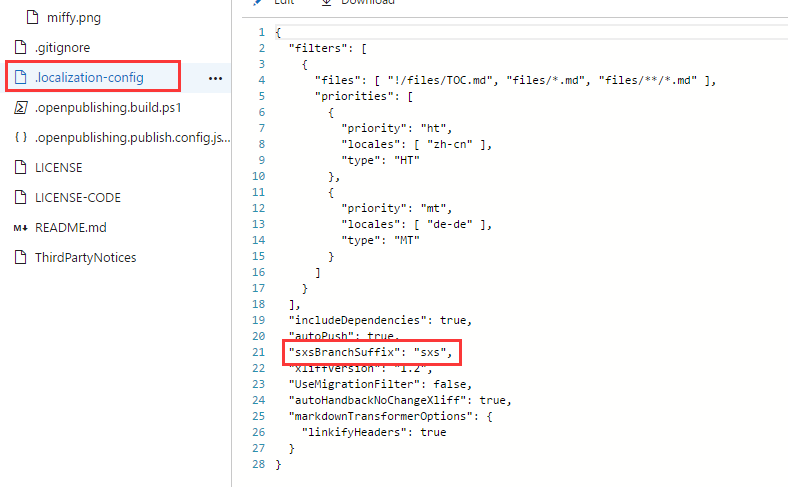 miffy.png
.gitignore
.localization-config ...
.openpublishing.build.ps1
{ } .openpublishing.publish.config.js...
LICENSE
LICENSE-CODE
M↓ README.md
ThirdPartyNotices
Edit Download
1 {
2 "filters": [
3 {
4 "files": [ "!/files/TOC.md", "files/*.md", "files/**/*.md" ],
5 "priorities": [
6 {
7 "priority": "ht",
8 "locales": [ "zh-cn" ],
9 "type": "HT"
10 },
11 {
12 "priority": "mt",
13 "locales": [ "de-de" ],
14 "type": "MT"
15 }
16 ]
17 }
18 ],
19 "includeDependencies": true,
20 "autoPush": true,
21 "sxsBranchSuffix": "sxs",
22 "xliffVersion": "1.2",
23 "UseMigrationFilter": false,
24 "autoHandbackNoChangeXliff": true,
25 "markdownTransformerOptions": {
26 "linkifyHeaders": true
27 }
28 }